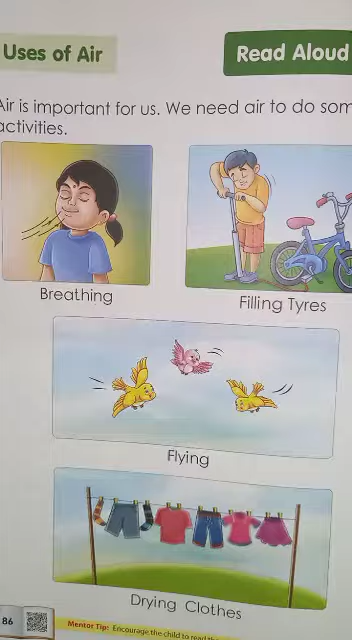 Uses of Air
Read Aloud
Air is important for us. We need air to do som
activities.
Breathing
Filling Tyres
Flying
Drying Clothes
86
Mentor Tip: Encourage the child to read